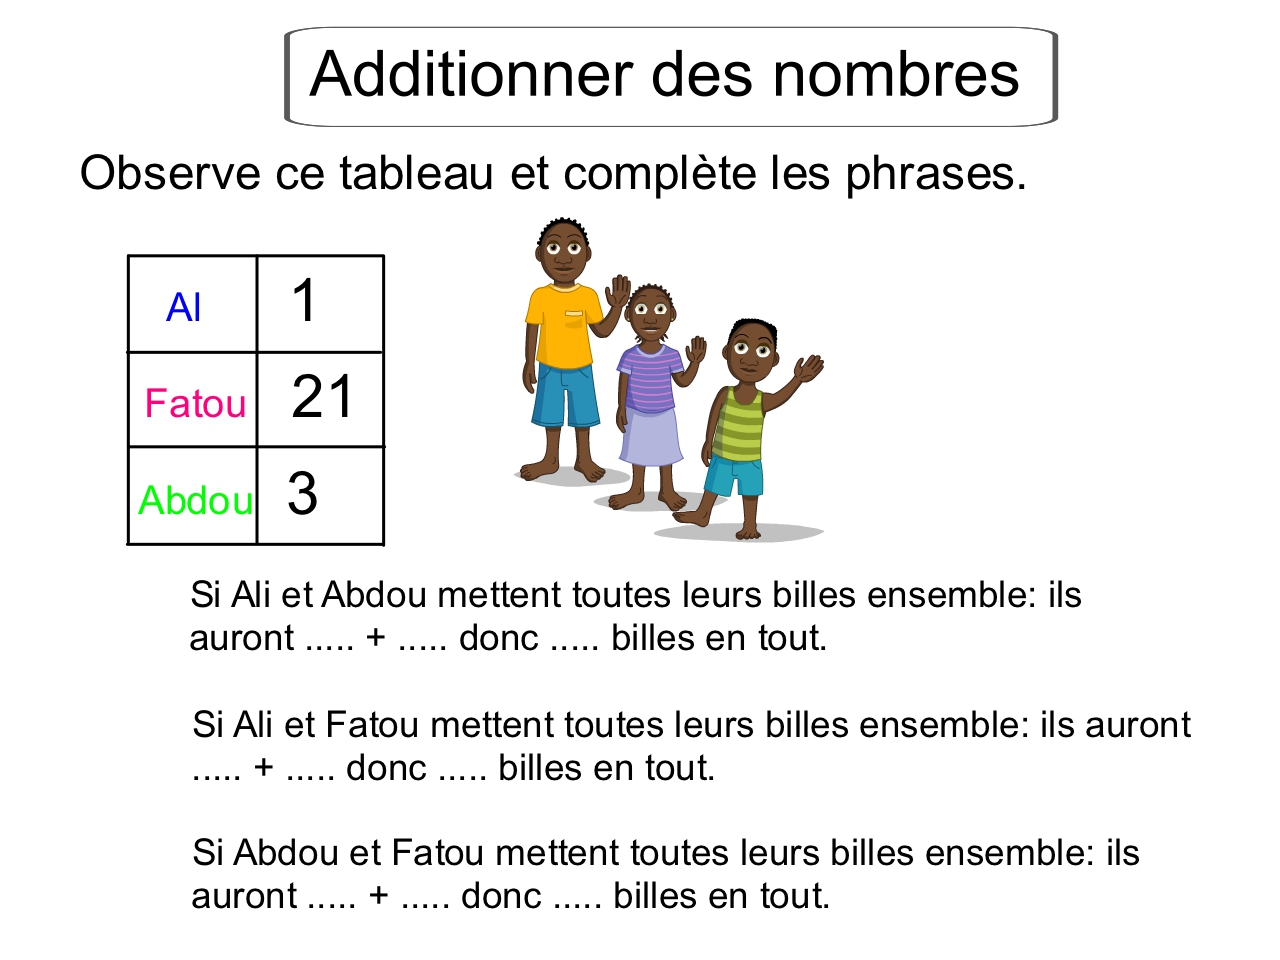 Additionner des nombres
Observe ce tableau et complète les phrases.
Al 1
Fatou 21
Abdou 3
Si Ali et Abdou mettent toutes leurs billes ensemble: ils
auront ..... + ..... donc ..... billes en tout.
Si Ali et Fatou mettent toutes leurs billes ensemble: ils auront
..... + ..... donc ..... billes en tout.
Si Abdou et Fatou mettent toutes leurs billes ensemble: ils
auront ..... + ..... donc ..... billes en tout.